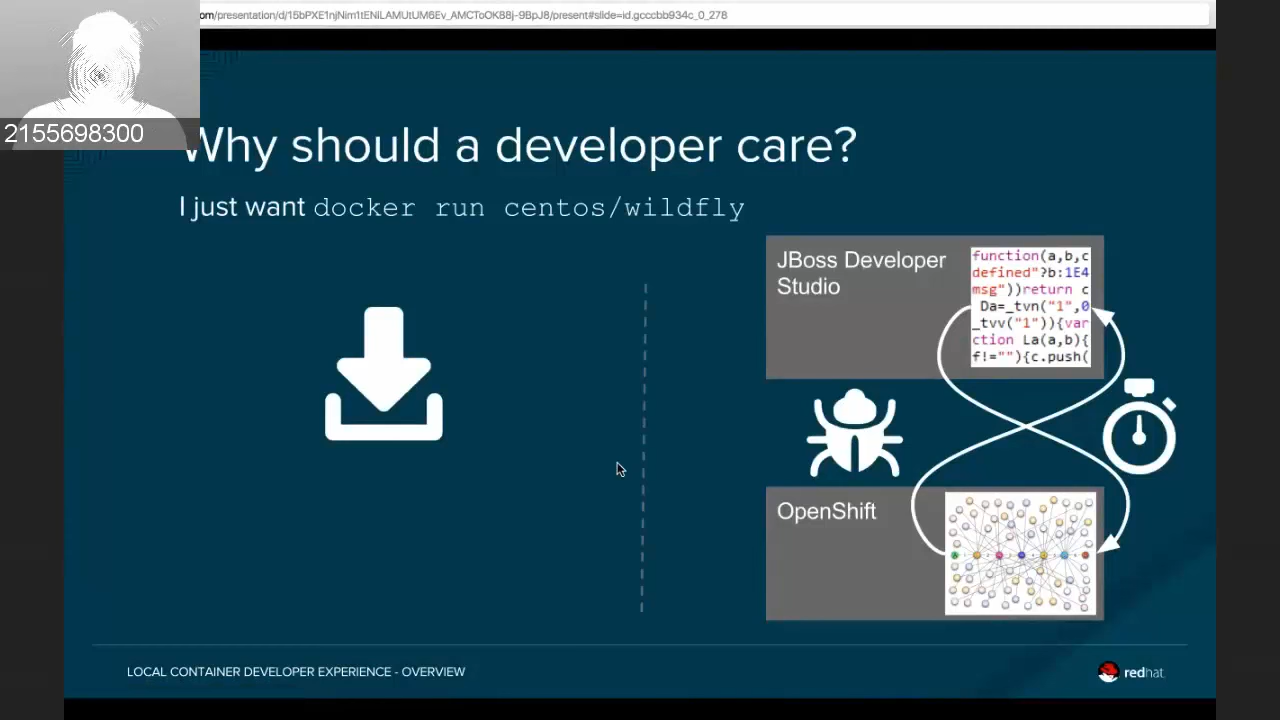 om/presentation/d/15bPXE1njNim1tENiLAMUtUM6Ev_AMCToOK88j-9BpJ8/present#slide=id.gcccbb934c_0_278
2155698300
Why should a developer care?
I just want docker run centos/wildfly
JBoss Developer
Studio
function(a,b,c
defined"?b:1E4
msg"))return c
Da=_tvn("1",0
_tvv("1")){var
ction La(a,b){
f!=""){c.push(
OpenShift
LOCAL CONTAINER DEVELOPER EXPERIENCE - OVERVIEW
redhat.